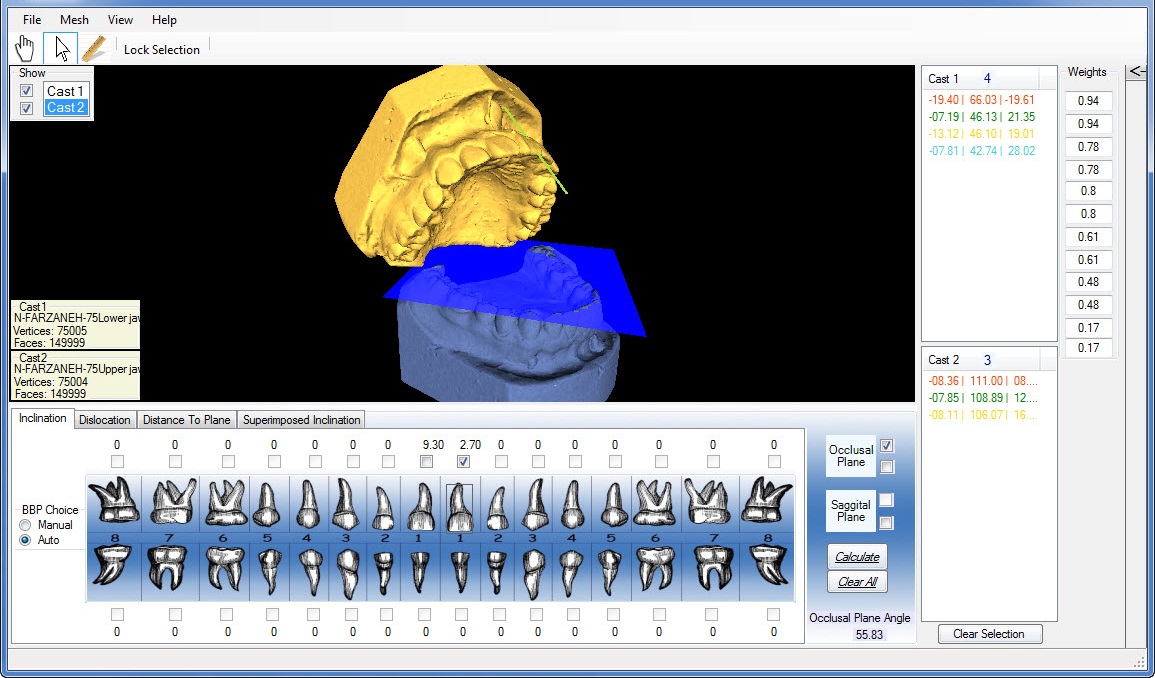 File Mesh View Help
Lock Selection
Show
Cast 1
Cast 2
Cast1
N-FARZANEH-75Lower jaw
Vertices: 75005
Faces: 149999
Cast2
N-FARZANEH-75Upper jaw
Vertices: 75004
Faces: 149999
Cast 1 4
-19.40 | 66.03 | -19.61
-07.19 | 46.13 | 21.35
-13.12 | 46.10 | 19.01
-07.81 | 42.74 | 28.02
Weights
0.94
0.94
0.78
0.78
0.8
0.8
0.61
0.61
0.48
0.48
0.17
0.17
<-
Cast 2 3
-08.36 | 111.00 | 08....
-07.85 | 108.89 | 12....
-08.11 | 106.07 | 16....
Clear Selection
Inclination Dislocation Distance To Plane Superimposed Inclination
0 0 0 0 0 0 0 9.30 2.70 0 0 0 0 0 0 0
BBP Choice
Manual
Auto
8 7 6 5 4 3 2 1 1 2 3 4 5 6 7 8
0 0 0 0 0 0 0 0 0 0 0 0 0 0 0 0
Occlusal
Plane
Saggital
Plane
Calculate
Clear All
Occlusal Plane Angle
55.83